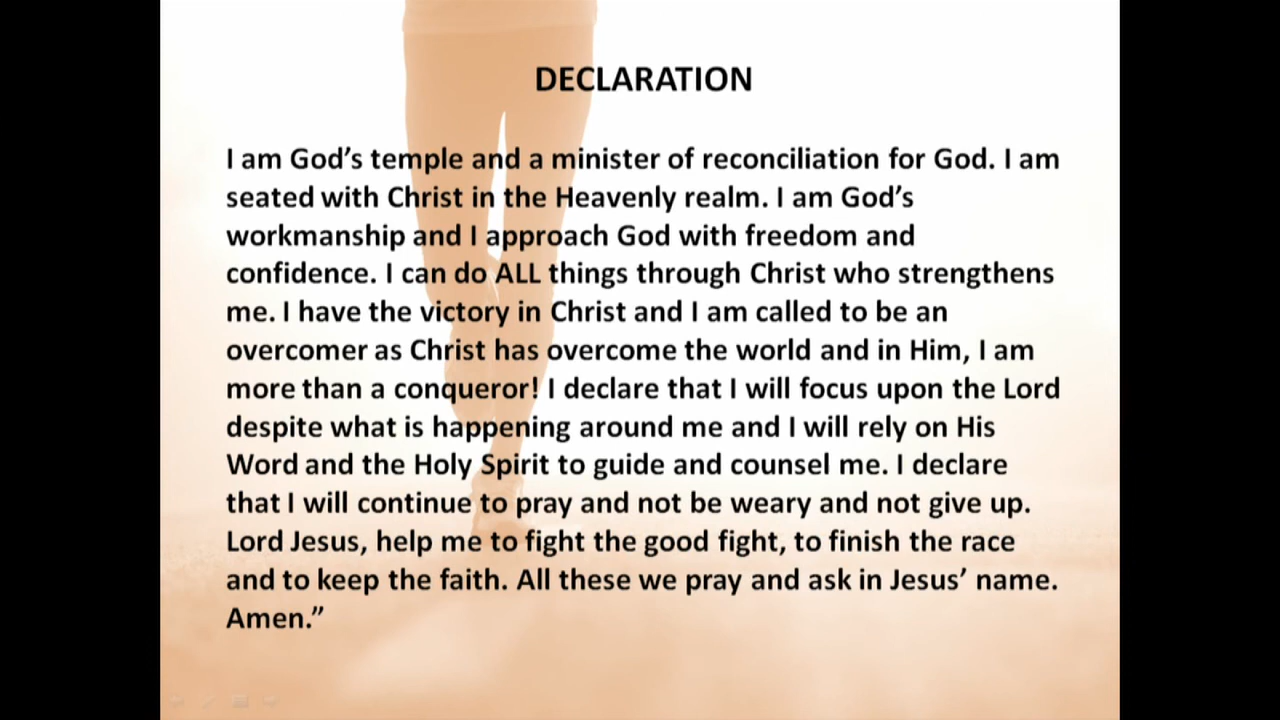 DECLARATION
I am God’s temple and a minister of reconciliation for God. I am
seated with Christ in the Heavenly realm. I am God’s
workmanship and I approach God with freedom and
confidence. I can do ALL things through Christ who strengthens
me. I have the victory in Christ and I am called to be an
overcomer as Christ has overcome the world and in Him, I am
more than a conqueror! I declare that I will focus upon the Lord
despite what is happening around me and I will rely on His
Word and the Holy Spirit to guide and counsel me. I declare
that I will continue to pray and not be weary and not give up.
Lord Jesus, help me to fight the good fight, to finish the race
and to keep the faith. All these we pray and ask in Jesus’ name.
Amen.”